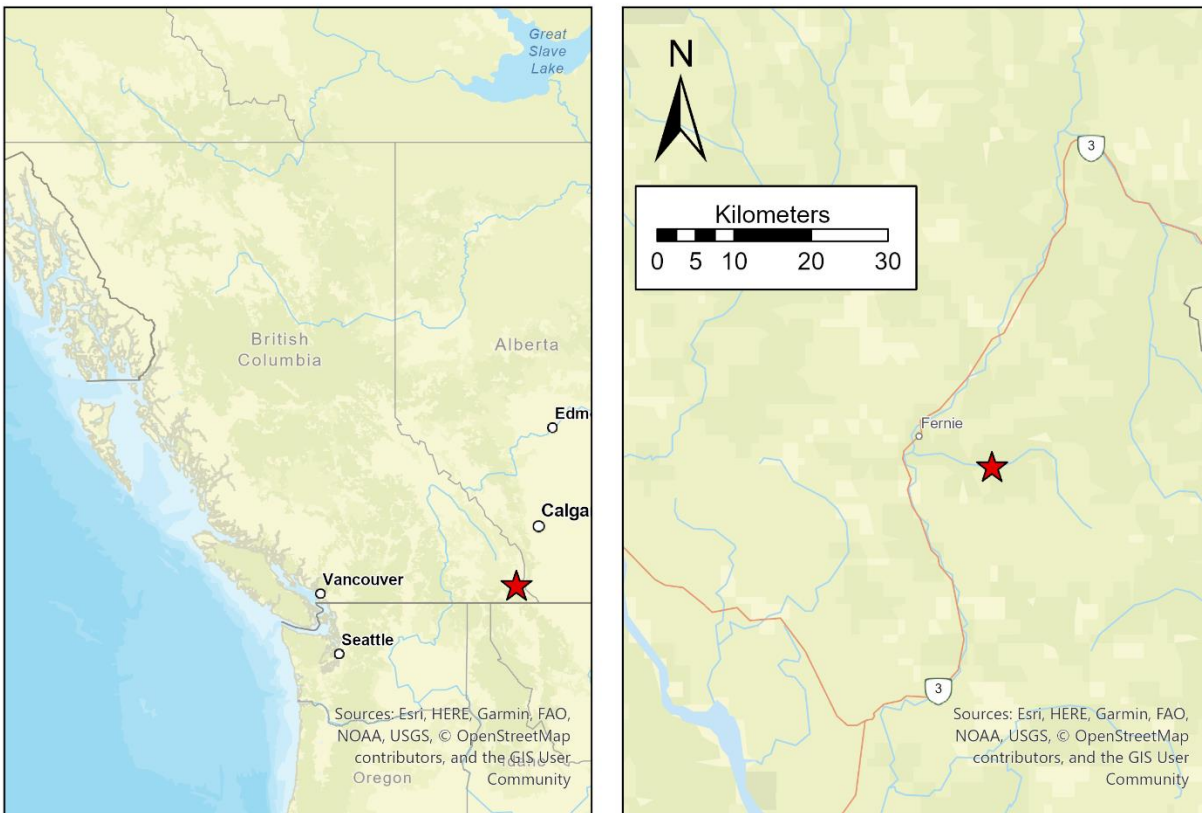 Great
Slave
Lake
British
Columbia
Alberta
Edm
Calga
Vancouver
Seattle
Sources: Esri, HERE, Garmin, FAO,
NOAA, USGS, © OpenStreetMap
contributors, and the GIS User
Community
Idaho
Oregon
N
3
Kilometers
0 5 10 20 30
Fernie
3
Sources: Esri, HERE, Garmin, FAO,
NOAA, USGS, © OpenStreetMap
contributors, and the GIS User
Community